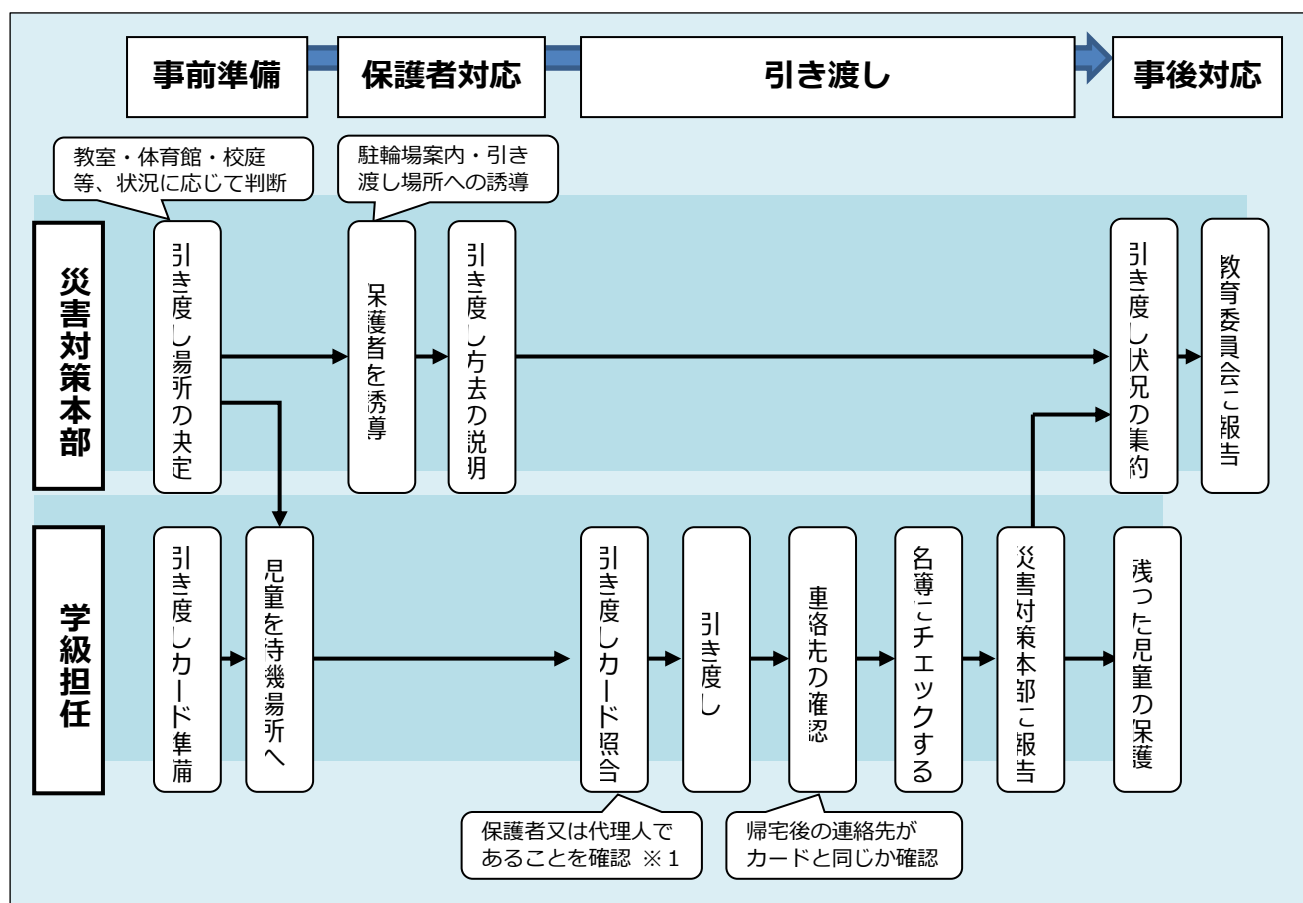 事前準備
保護者対応
引き渡し
事後対応
教室・体育館・校庭
等、状況に応じて判断
駐輪場案内・引き
渡し場所への誘導
災害対策本部
引き渡し場所の決定
保護者を誘導
引き渡し方法の説明
引き渡し状況の集約
教育委員会に報告
学級担任
引き渡しカード準備
児童を待機場所へ
引き渡しカード照合
引き渡し
連絡先の確認
名簿にチェックする
災害対策本部に報告
残った児童の保護
保護者又は代理人で
あることを確認 ※1
帰宅後の連絡先が
カードと同じか確認